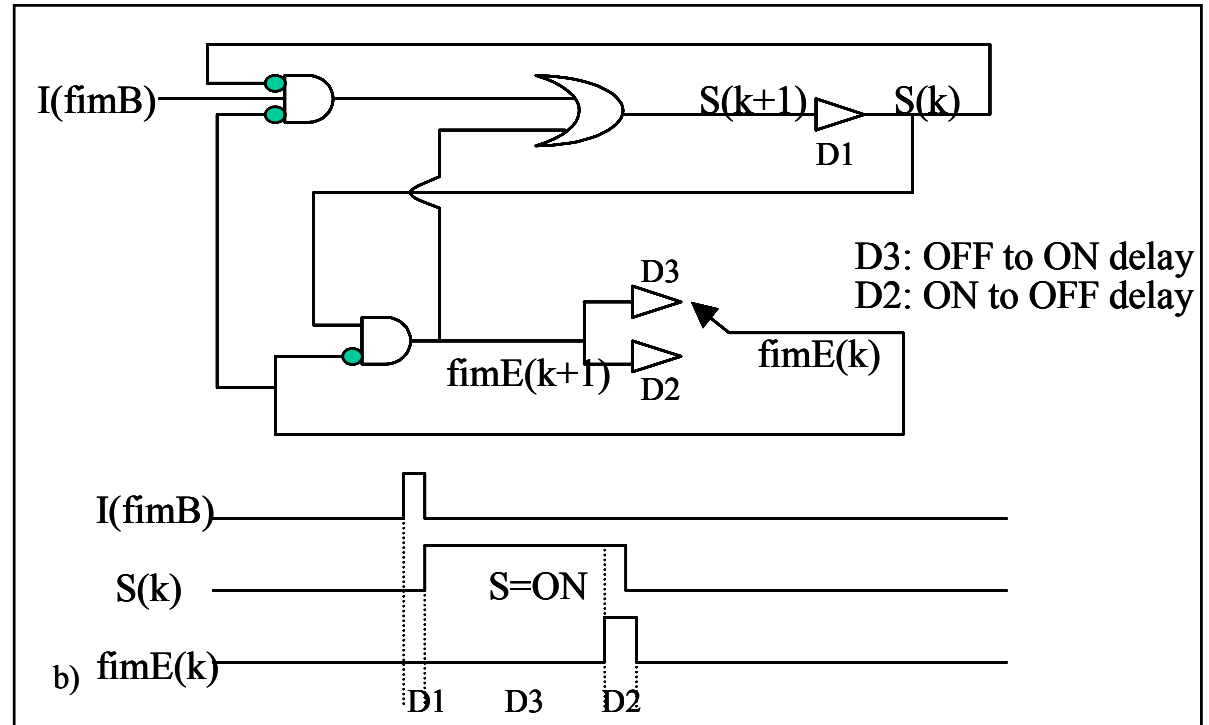 I(fimB)
S(k+1)
S(k)
D1
D3: OFF to ON delay
D2: ON to OFF delay
D3
fimE(k)
fimE(k+1)
D2
I(fimB)
S(k)
S=ON
b) fimE(k)
D1 D3 D2